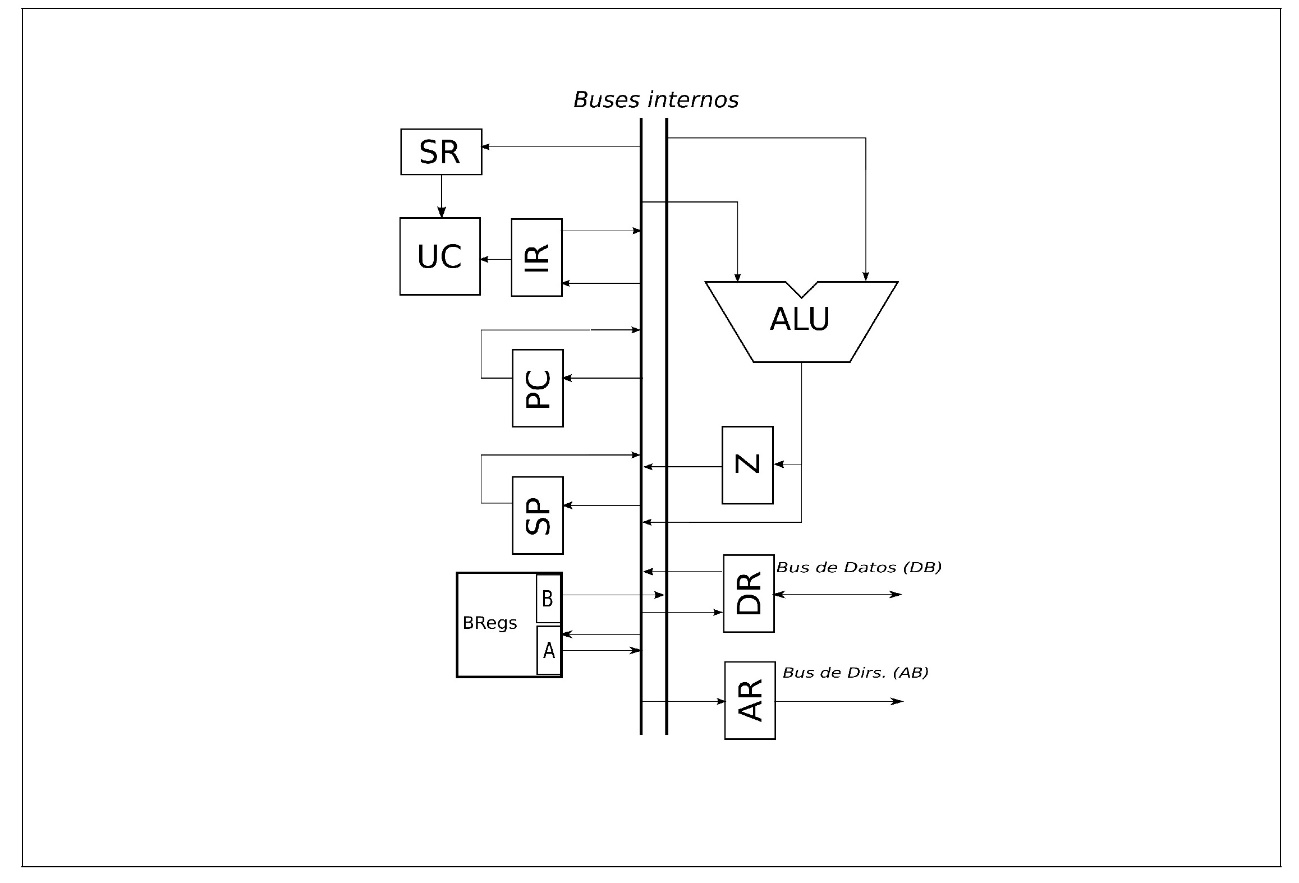 Buses internos
SR
UC
IR
ALU
PC
Z
SP
DR
Bus de Datos (DB)
B
BRegs
A
AR
Bus de Dirs. (AB)